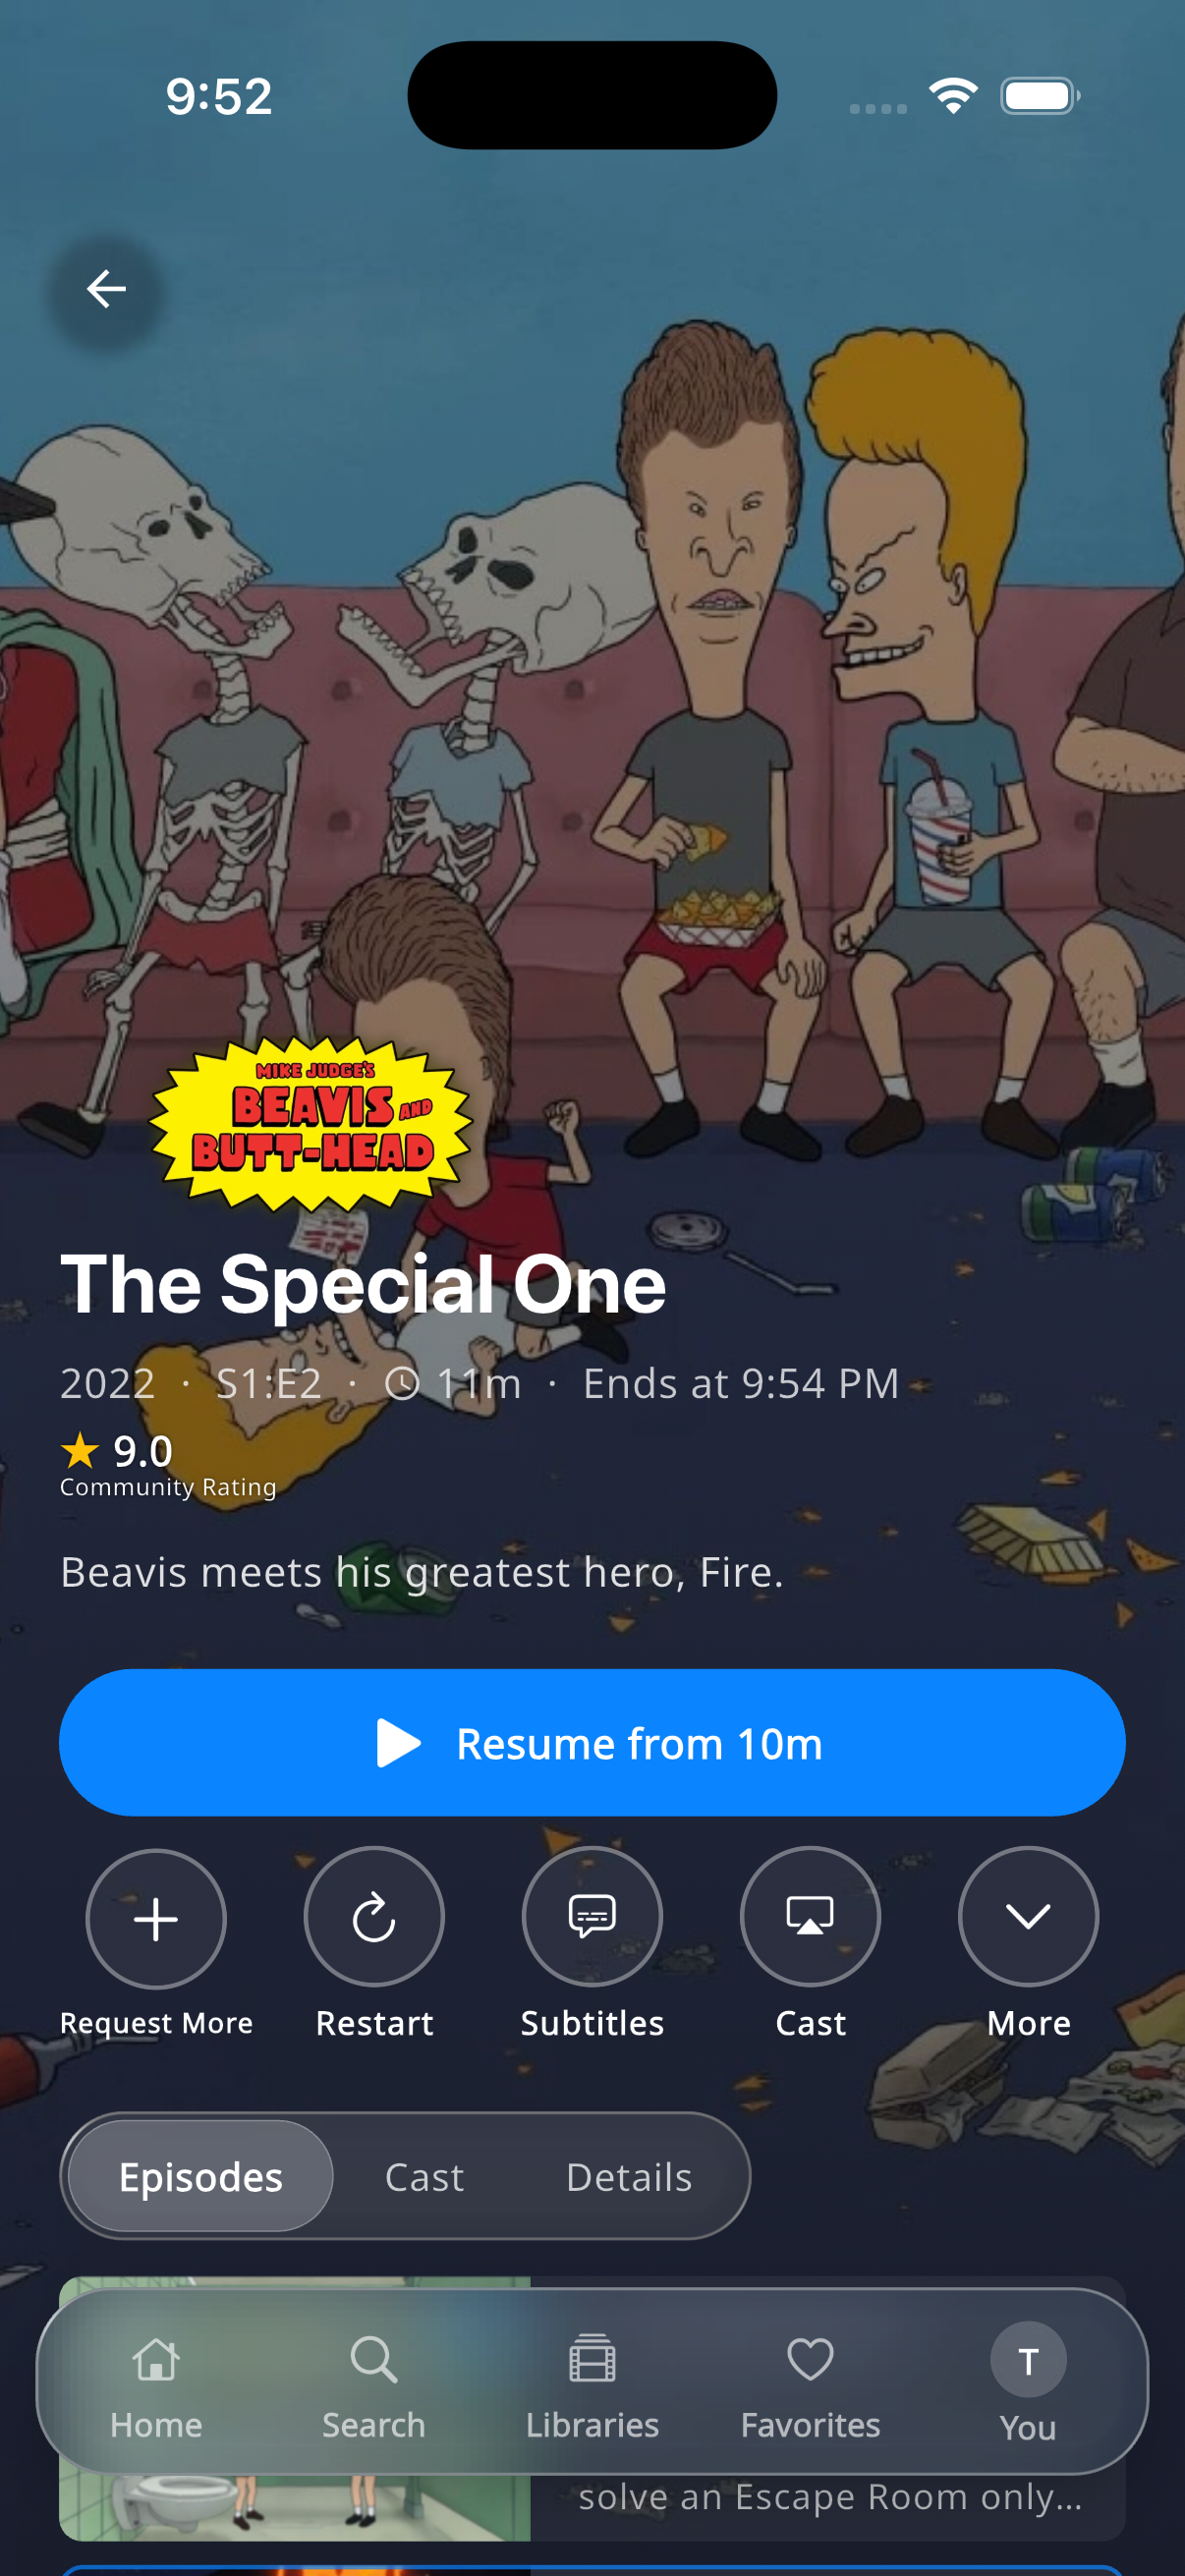 9:52
MIKE JUDGE'S
BEAVIS AND
BUTT-HEAD
The Special One
2022 · S1:E2 · 11m · Ends at 9:54 PM
9.0
Community Rating
Beavis meets his greatest hero, Fire.
Resume from 10m
Request More Restart Subtitles Cast More
Episodes Cast Details
T
Home Search Libraries Favorites You
solve an Escape Room only...